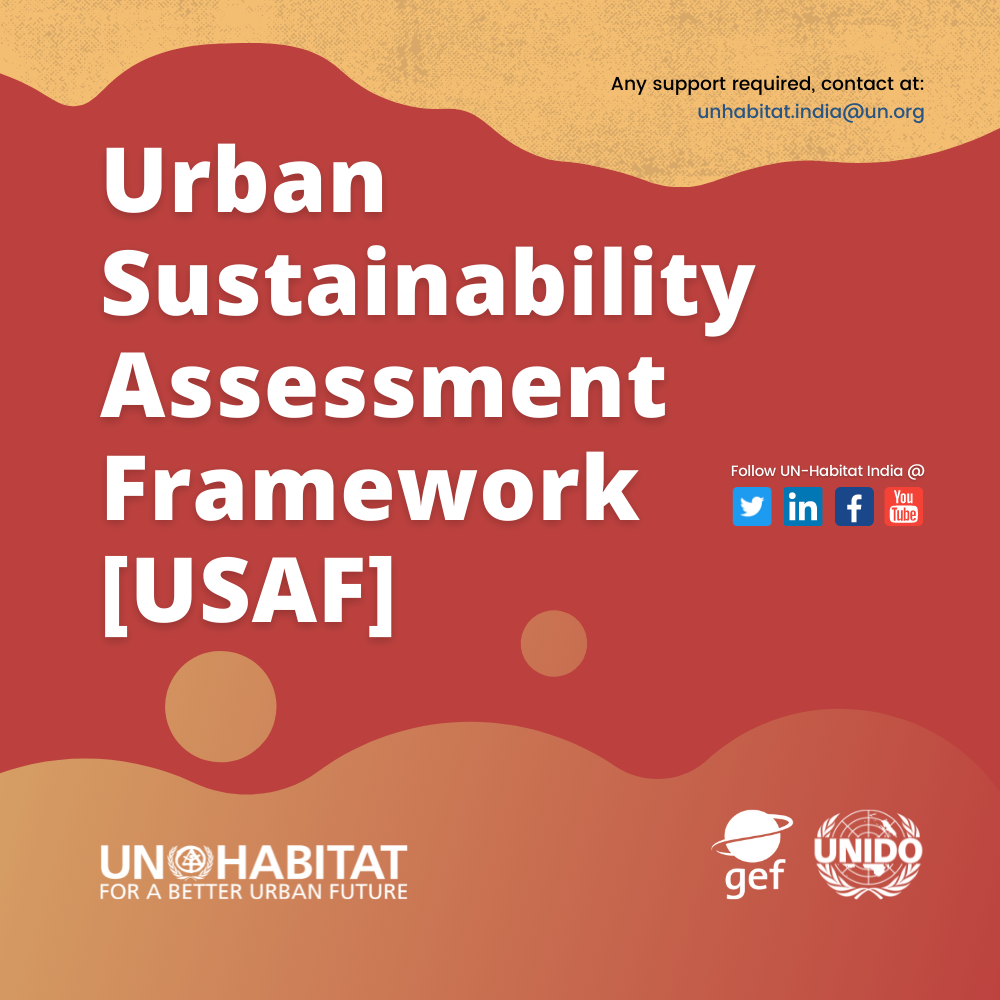 Any support required, contact at:
unhabitat.india@un.org
Urban
Sustainability
Assessment
Framework
[USAF]
Follow UN-Habitat India @
You
Tube
UN HABITAT
FOR A BETTER URBAN FUTURE
gef
UNIDO